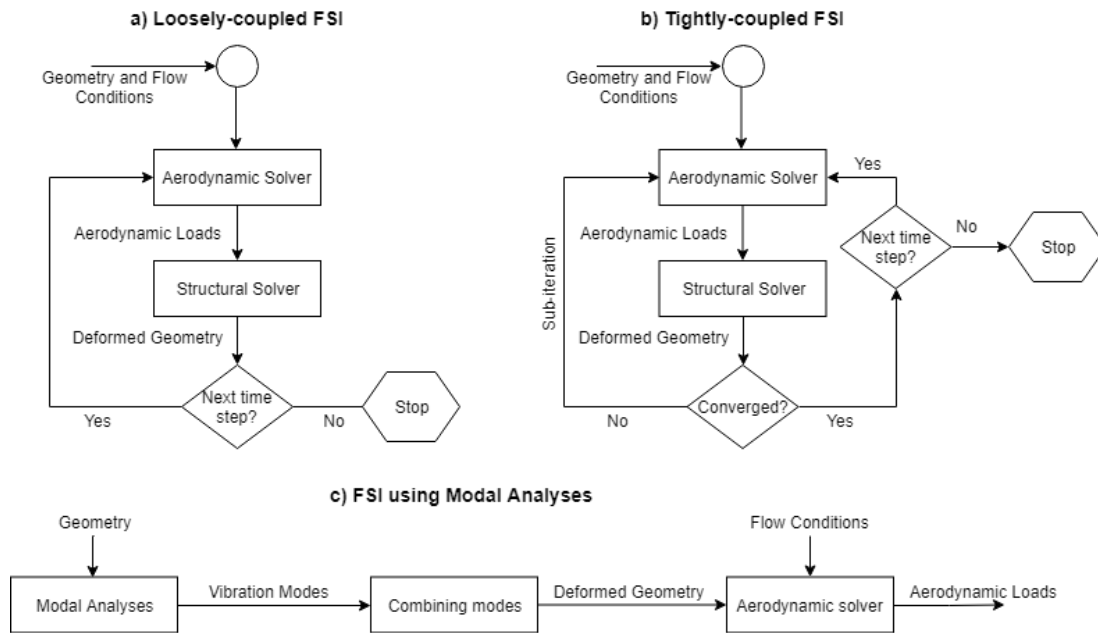 a) Loosely-coupled FSI
Geometry and Flow
Conditions
Aerodynamic Solver
Aerodynamic Loads
Structural Solver
Deformed Geometry
Next time
step?
Yes
No
Stop
b) Tightly-coupled FSI
Geometry and Flow
Conditions
Aerodynamic Solver
Aerodynamic Loads
Structural Solver
Deformed Geometry
Converged?
No
Sub-iteration
Yes
Next time
step?
Yes
No
Stop
c) FSI using Modal Analyses
Geometry
Modal Analyses
Vibration Modes
Combining modes
Deformed Geometry
Flow Conditions
Aerodynamic solver
Aerodynamic Loads